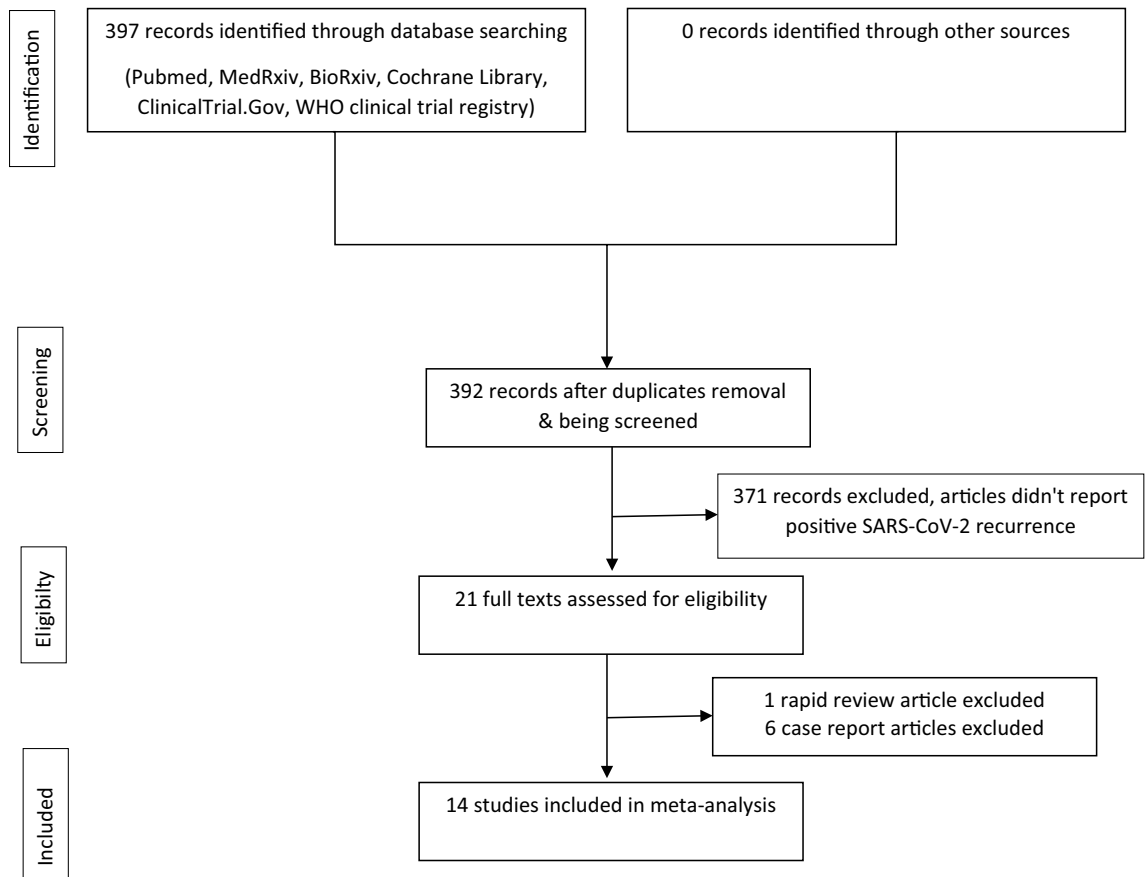 Identification
397 records identified through database searching
(Pubmed, MedRxiv, BioRxiv, Cochrane Library,
ClinicalTrial.Gov, WHO clinical trial registry)
0 records identified through other sources
Screening
392 records after duplicates removal
& being screened
371 records excluded, articles didn't report
positive SARS-CoV-2 recurrence
Eligibilty
21 full texts assessed for eligibility
1 rapid review article excluded
6 case report articles excluded
Included
14 studies included in meta-analysis